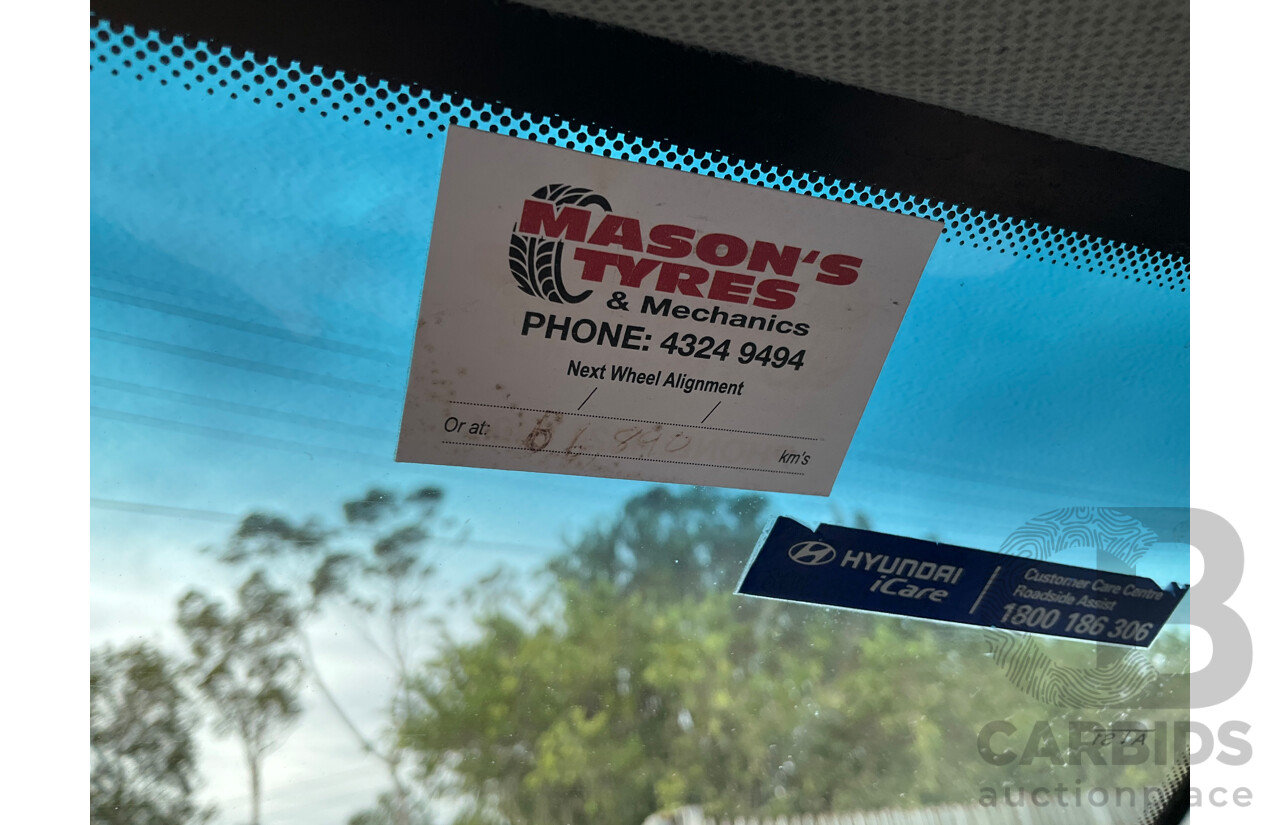 MASON'S
TYRES
& Mechanics
PHONE: 4324 9494
Next Wheel Alignment
/ /
Or at: 840 km's
HYUNDAI
iCare
Customer Care Centre
Roadside Assist
1800 186 306
CARBIDS
auctionplace